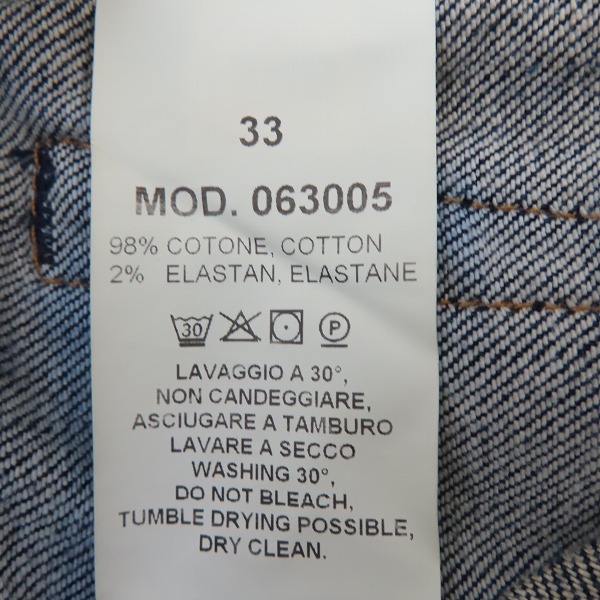 33
MOD. 063005
98% COTONE, COTTON
2% ELASTAN, ELASTANE
30 P
LAVAGGIO A 30°,
NON CANDEGGIARE,
ASCIUGARE A TAMBURO
LAVARE A SECCO
WASHING 30°,
DO NOT BLEACH,
TUMBLE DRYING POSSIBLE,
DRY CLEAN.